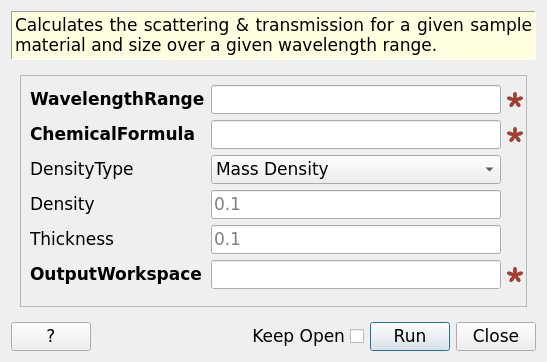 Calculates the scattering & transmission for a given sample
material and size over a given wavelength range.
WavelengthRange *
ChemicalFormula *
DensityType Mass Density
Density 0.1
Thickness 0.1
OutputWorkspace *
? Keep Open Run Close